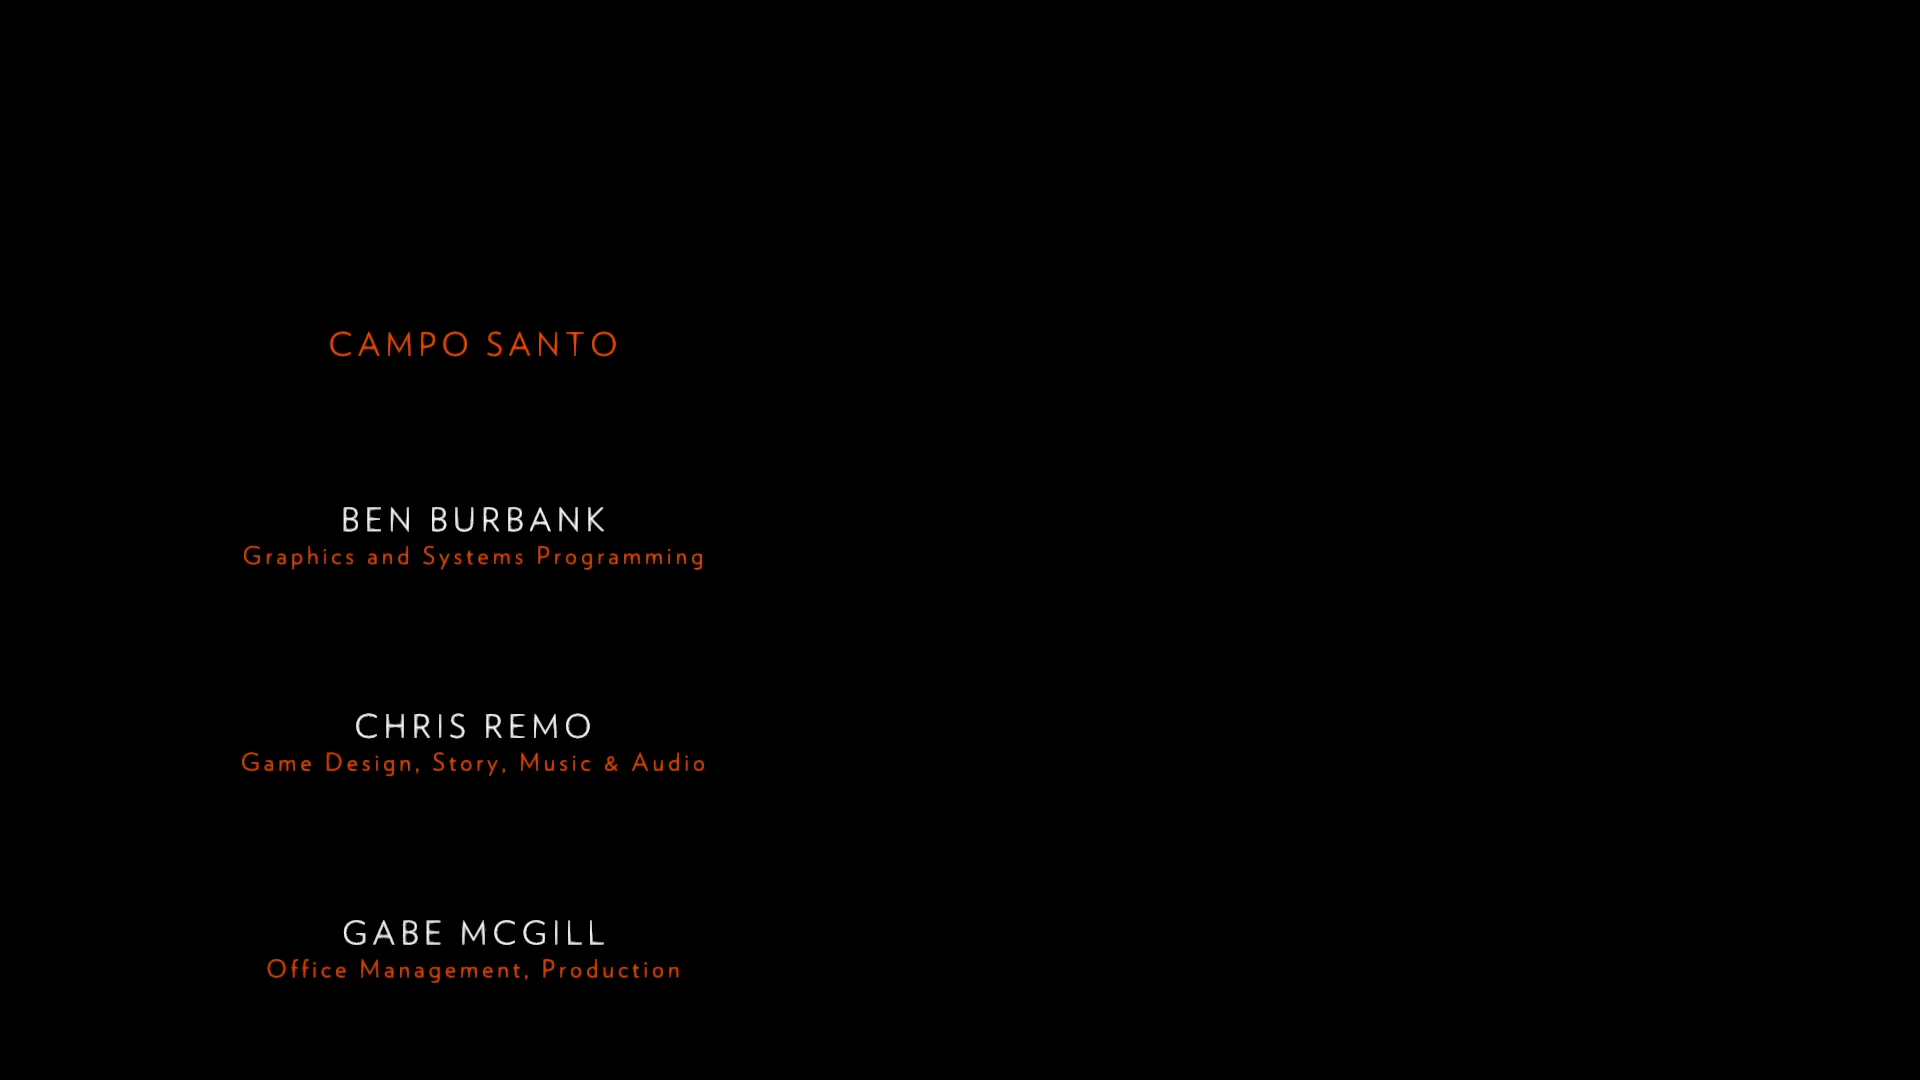 CAMPO SANTO
BEN BURBANK
Graphics and Systems Programming
CHRIS REMO
Game Design, Story, Music & Audio
GABE MCGILL
Office Management, Production